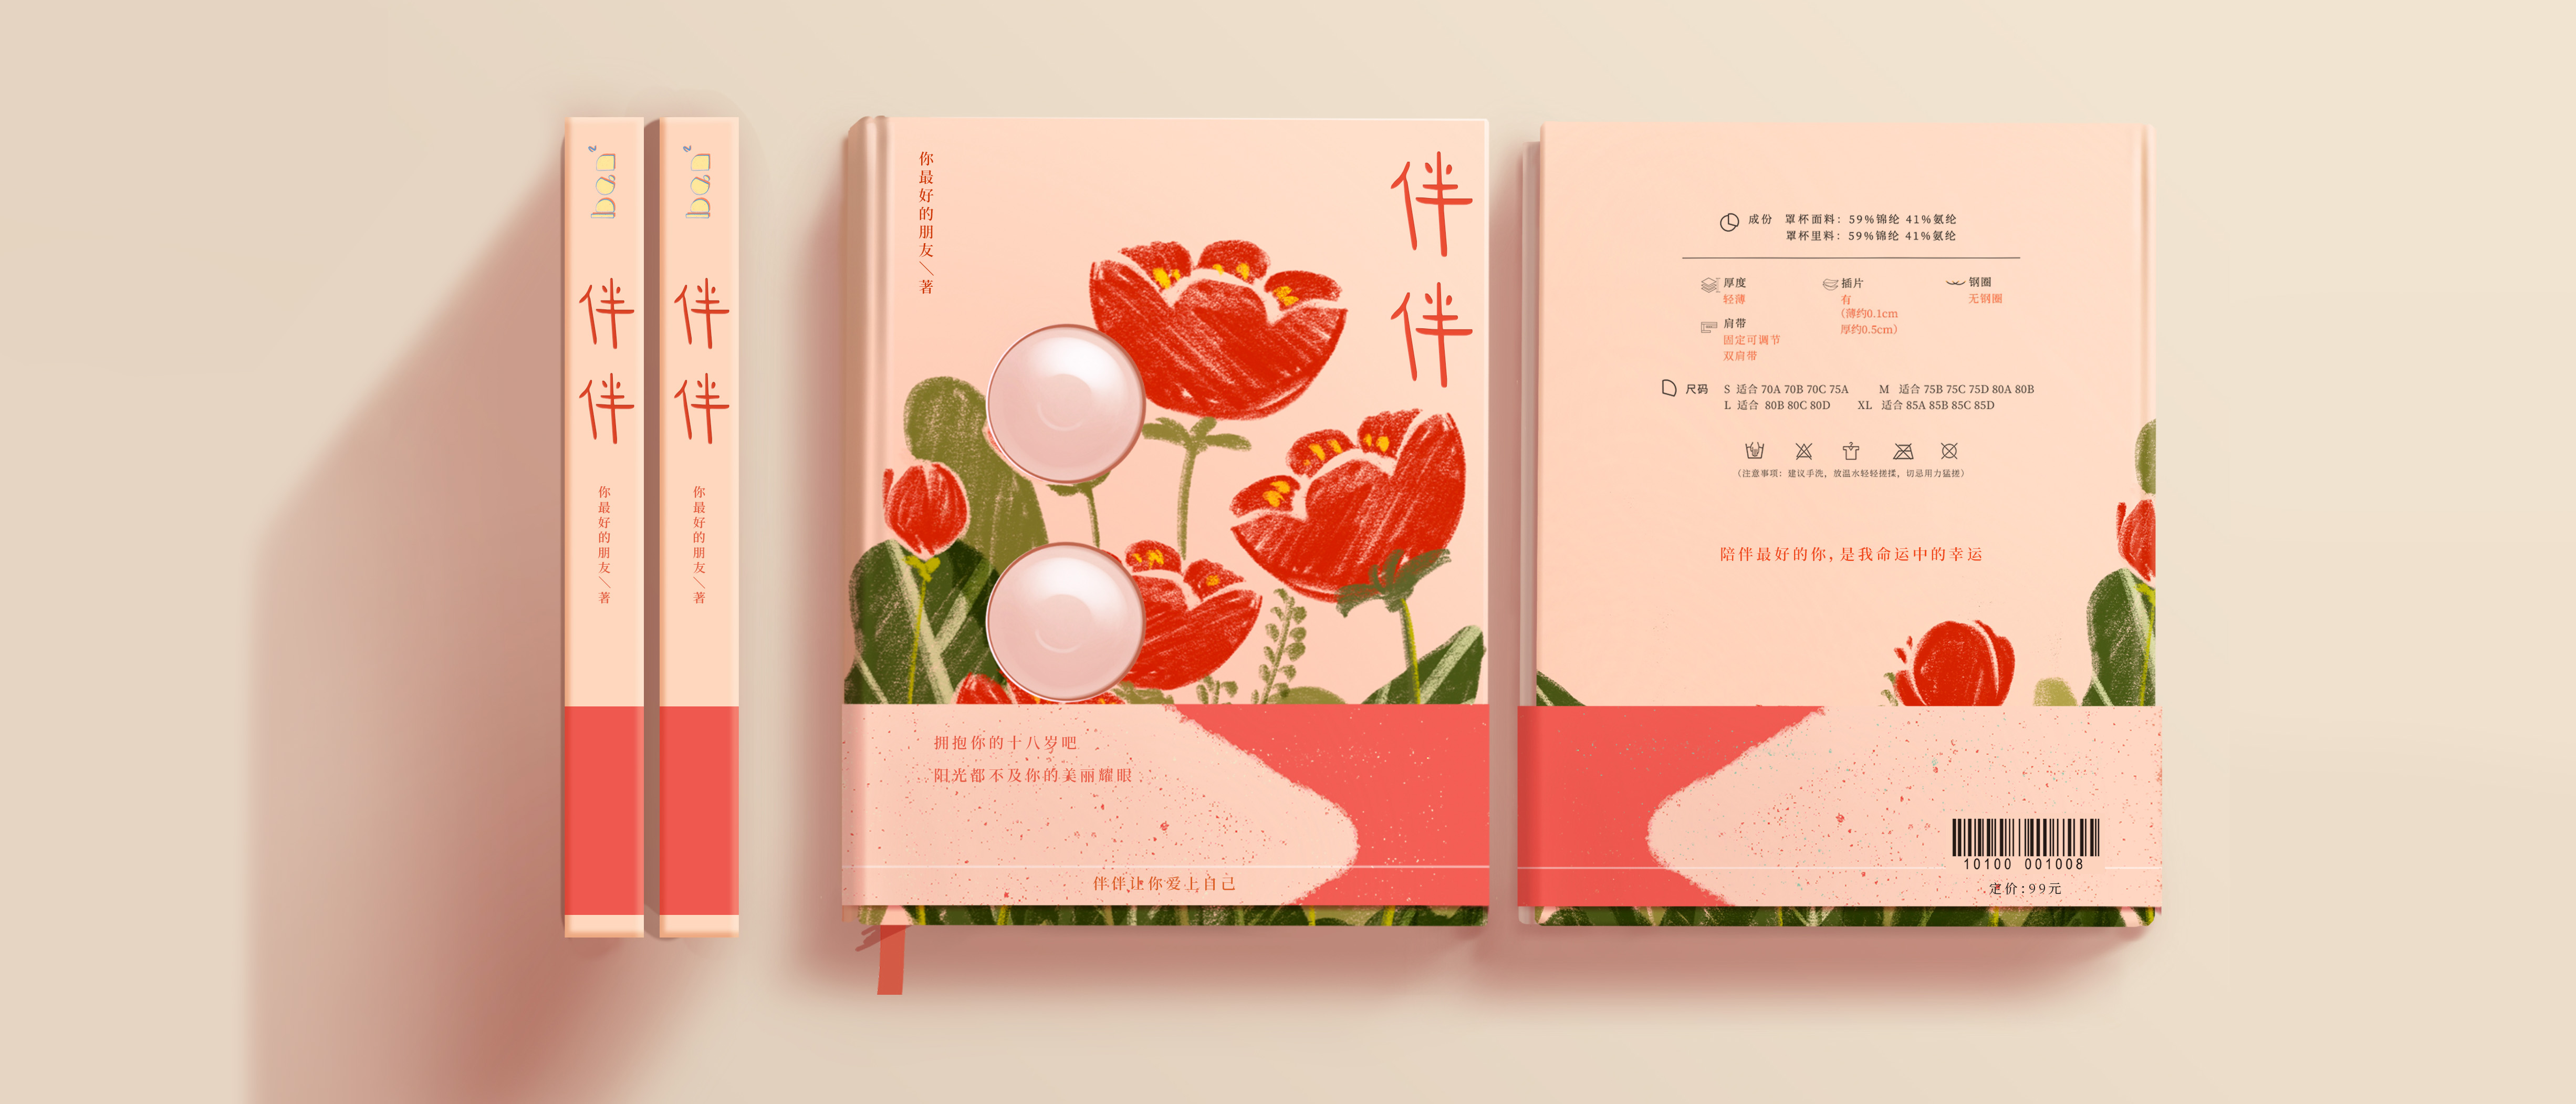 伴伴
你最好的朋友＼著
伴伴
你最好的朋友＼著
你最好的朋友＼著
伴伴
拥抱你的十八岁吧
阳光都不及你的美丽耀眼
伴伴让你爱上自己
成份 罩杯面料：59%锦纶 41%氨纶
罩杯里料：59%锦纶 41%氨纶
厚度
轻薄
插片
有
（薄约0.1cm
厚约0.5cm）
钢圈
无钢圈
肩带
固定可调节
双肩带
尺码 S 适合 70A 70B 70C 75A M 适合 75B 75C 75D 80A 80B
L 适合 80B 80C 80D XL 适合 85A 85B 85C 85D
（注意事项：建议手洗，放温水轻轻搓揉，切忌用力猛搓）
陪伴最好的你，是我命运中的幸运
10100 001008
定价：99元